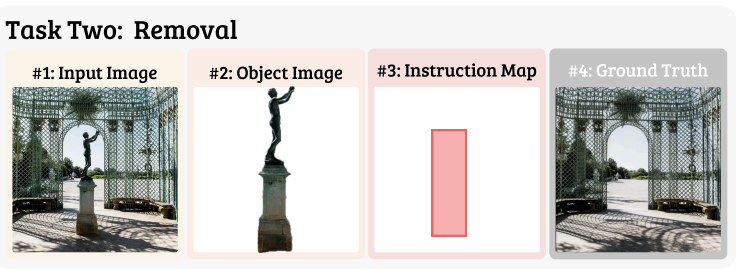 Task Two: Removal
#1: Input Image
#2: Object Image
#3: Instruction Map
#4: Ground Truth